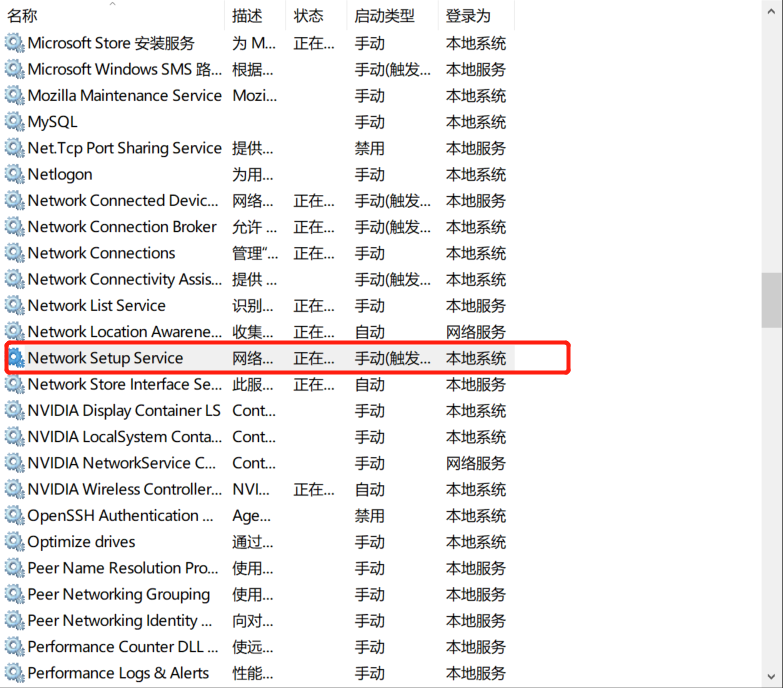 名称 描述 状态 启动类型 登录为
Microsoft Store 安装服务 为 M... 正在... 手动 本地系统
Microsoft Windows SMS 路... 根据... 手动(触发... 本地服务
Mozilla Maintenance Service Mozi... 手动 本地系统
MySQL 手动 本地系统
Net.Tcp Port Sharing Service 提供... 禁用 本地服务
Netlogon 为用... 手动 本地系统
Network Connected Devic... 网络... 正在... 手动(触发... 本地服务
Network Connection Broker 允许 ... 正在... 手动(触发... 本地系统
Network Connections 管理“... 正在... 手动 本地系统
Network Connectivity Assis... 提供 ... 手动(触发... 本地系统
Network List Service 识别... 正在... 手动 本地服务
Network Location Awarene... 收集... 正在... 自动 网络服务
Network Setup Service 网络... 正在... 手动(触发... 本地系统
Network Store Interface Se... 此服... 正在... 自动 本地服务
NVIDIA Display Container LS Cont... 手动 本地系统
NVIDIA LocalSystem Conta... Cont... 手动 本地系统
NVIDIA NetworkService C... Cont... 手动 网络服务
NVIDIA Wireless Controller... NVI... 正在... 自动 本地系统
OpenSSH Authentication ... Age... 禁用 本地系统
Optimize drives 通过... 手动 本地系统
Peer Name Resolution Pro... 使用... 手动 本地服务
Peer Networking Grouping 使用... 手动 本地服务
Peer Networking Identity ... 向对... 手动 本地服务
Performance Counter DLL ... 使远... 手动 本地服务
Performance Logs & Alerts 性能... 手动 本地服务